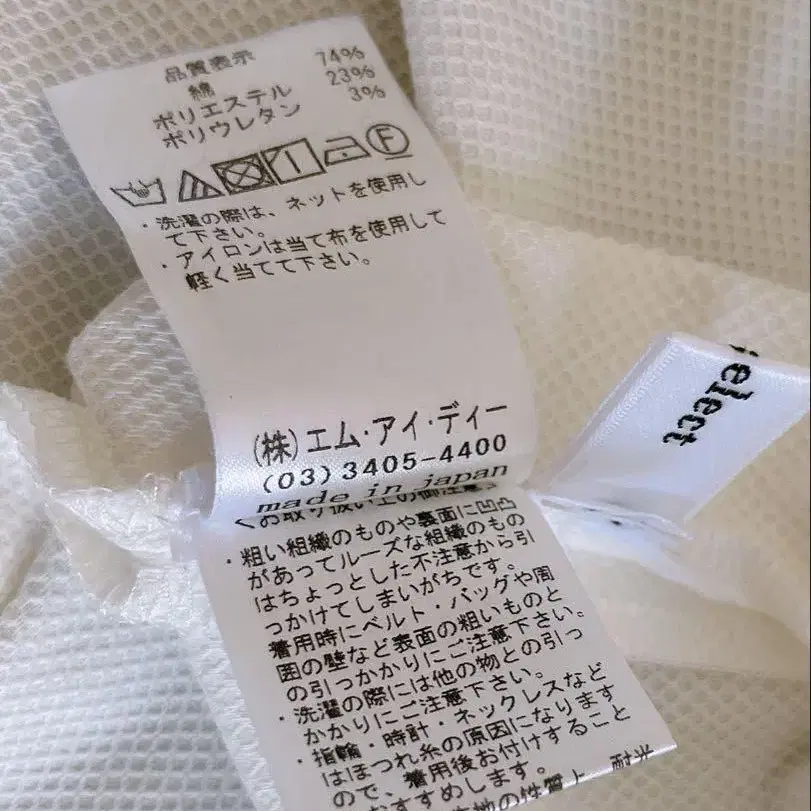 品質表示
綿 74%
ポリエステル 23%
ポリウレタン 3%
F
・洗濯の際は、ネットを使用し
て下さい。
・アイロンは当て布を使用して
軽く当てて下さい。
(株)エム・アイ・ディー
(03)3405-4400
made in japan
<お取り扱い上の御注意>
・粗い組織のものや裏面に凹凸
があってルーズな組織のもの
はちょっとした不注意から引
っかけてしまいがちです。
着用時にベルト・バッグや周
囲の壁など表面の粗いものと
の引っかかりにご注意下さい。
・洗濯の際には他の物との引っ
かかりにご注意下さい。
・指輪・時計・ネックレスなど
はほつれ糸の原因になります
ので、着用後お付けすること
をおすすめします。
elect